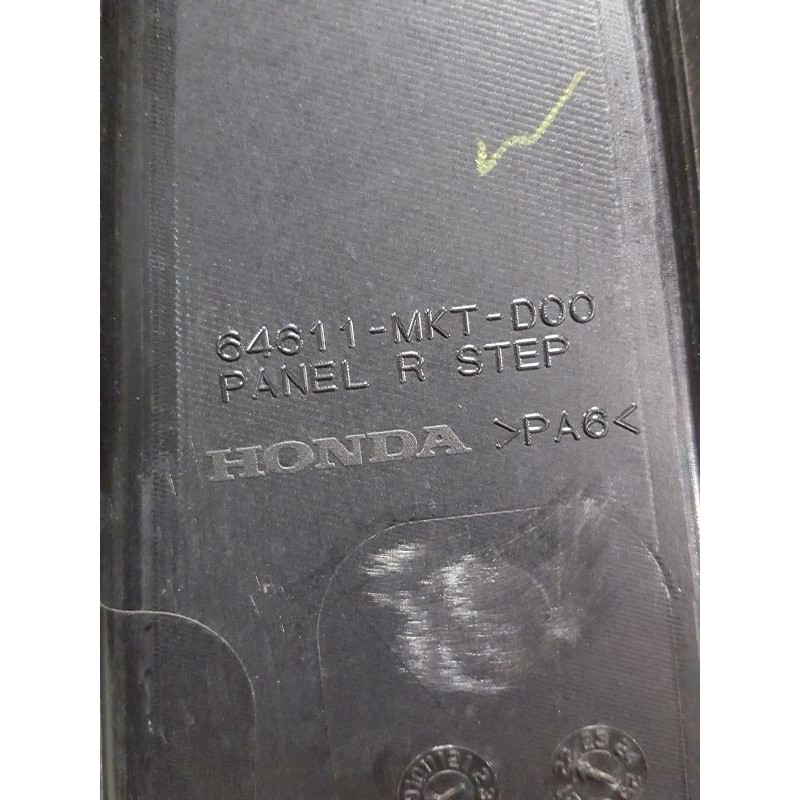 64611-MKT-D00
PANEL R STEP
HONDA >PA6<